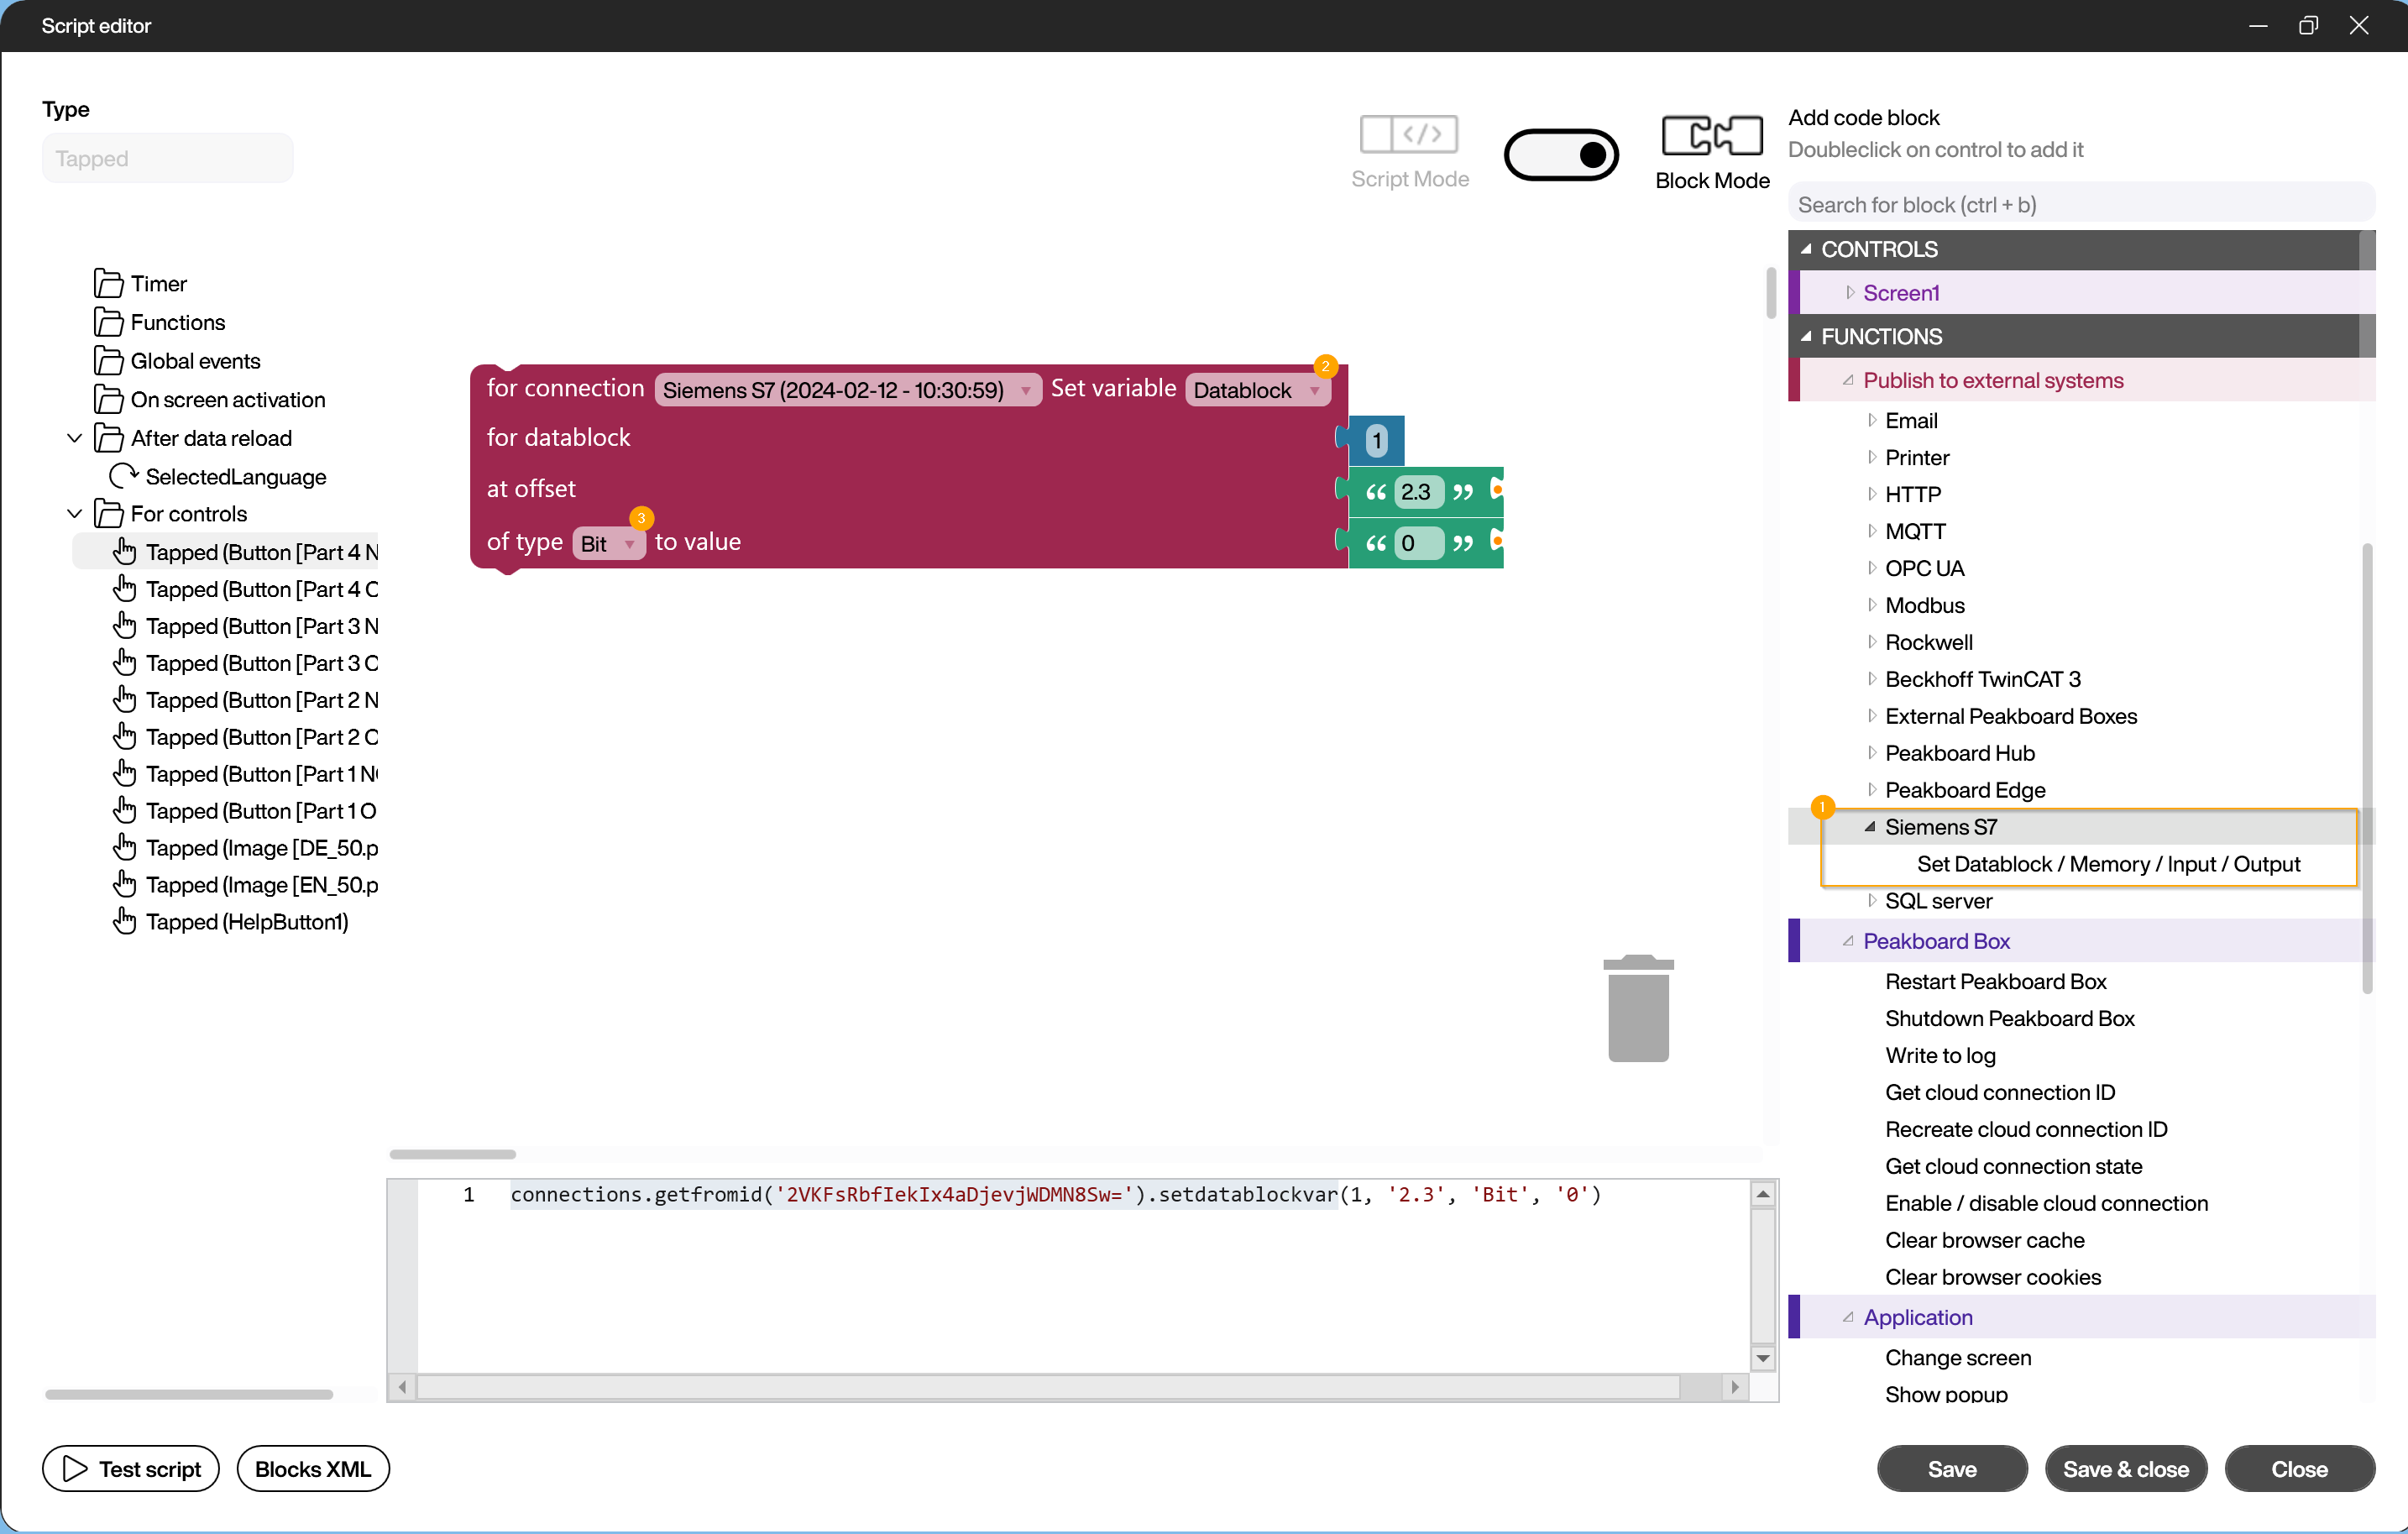 Script editor
Type
Tapped
Timer
Functions
Global events
On screen activation
After data reload
SelectedLanguage
For controls
Tapped (Button [Part 4 N
Tapped (Button [Part 4 O
Tapped (Button [Part 3 N
Tapped (Button [Part 3 O
Tapped (Button [Part 2 N
Tapped (Button [Part 2 O
Tapped (Button [Part 1 N
Tapped (Button [Part 1 O
Tapped (Image [DE_50.p
Tapped (Image [EN_50.p
Tapped (HelpButton1)
</> 
Script Mode
Block Mode
for connection Siemens S7 (2024-02-12 - 10:30:59) Set variable Datablock 2
for datablock 1
at offset “ 2.3 ”
of type Bit 3 to value “ 0 ”
1 connections.getfromid('2VKFsRbfIekIx4aDjevjWDMN8Sw=').setdatablockvar(1, '2.3', 'Bit', '0')
Add code block
Doubleclick on control to add it
Search for block (ctrl + b)
CONTROLS
Screen1
FUNCTIONS
Publish to external systems
Email
Printer
HTTP
MQTT
OPC UA
Modbus
Rockwell
Beckhoff TwinCAT 3
External Peakboard Boxes
Peakboard Hub
Peakboard Edge
1
Siemens S7
Set Datablock / Memory / Input / Output
SQL server
Peakboard Box
Restart Peakboard Box
Shutdown Peakboard Box
Write to log
Get cloud connection ID
Recreate cloud connection ID
Get cloud connection state
Enable / disable cloud connection
Clear browser cache
Clear browser cookies
Application
Change screen
Show popup
Test script
Blocks XML
Save
Save & close
Close